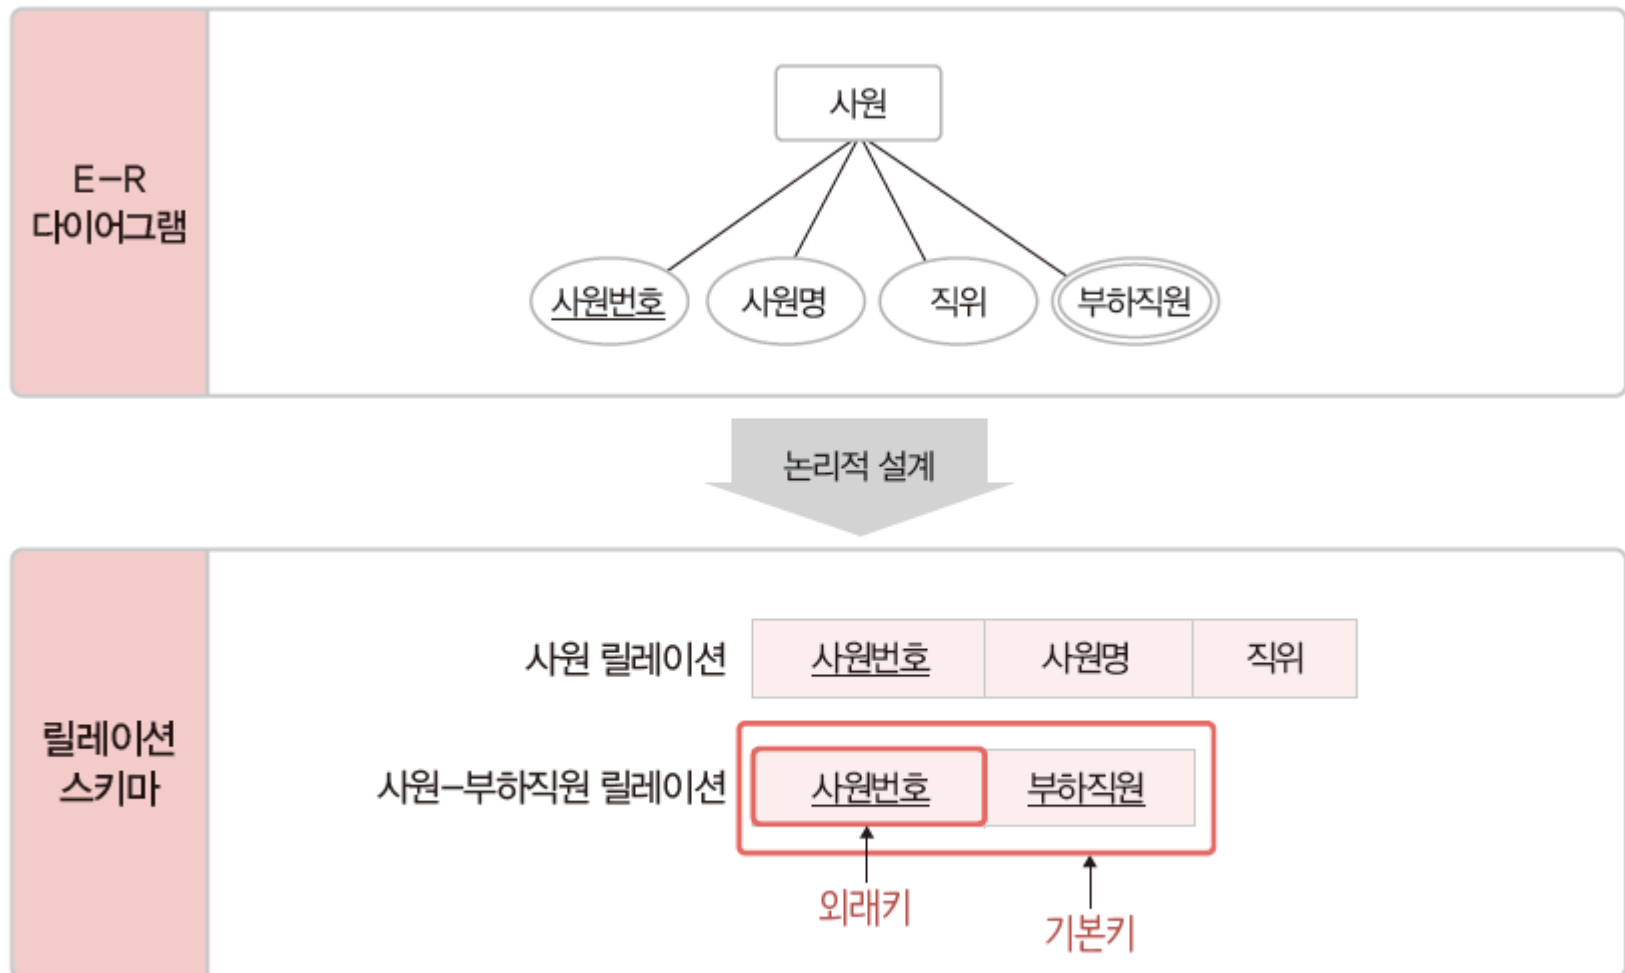 E-R
다이어그램
사원
사원번호
사원명
직위
부하직원
논리적 설계
릴레이션
스키마
사원 릴레이션
사원번호
사원명
직위
사원-부하직원 릴레이션
사원번호
부하직원
외래키
기본키